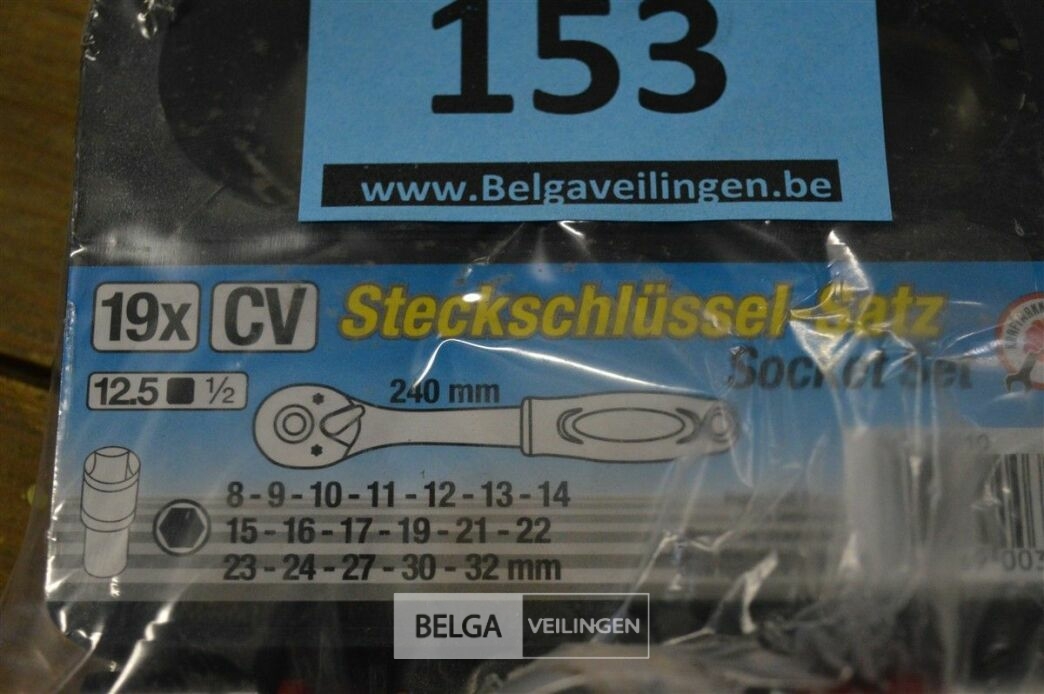 153
www.Belgaveilingen.be
19x CV Steckschlüssel-Satz
Socket Set
12.5 ½ 240 mm
8 - 9 - 10 - 11 - 12 - 13 - 14
15 - 16 - 17 - 19 - 21 - 22
23 - 24 - 27 - 30 - 32 mm
BELGA VEILINGEN